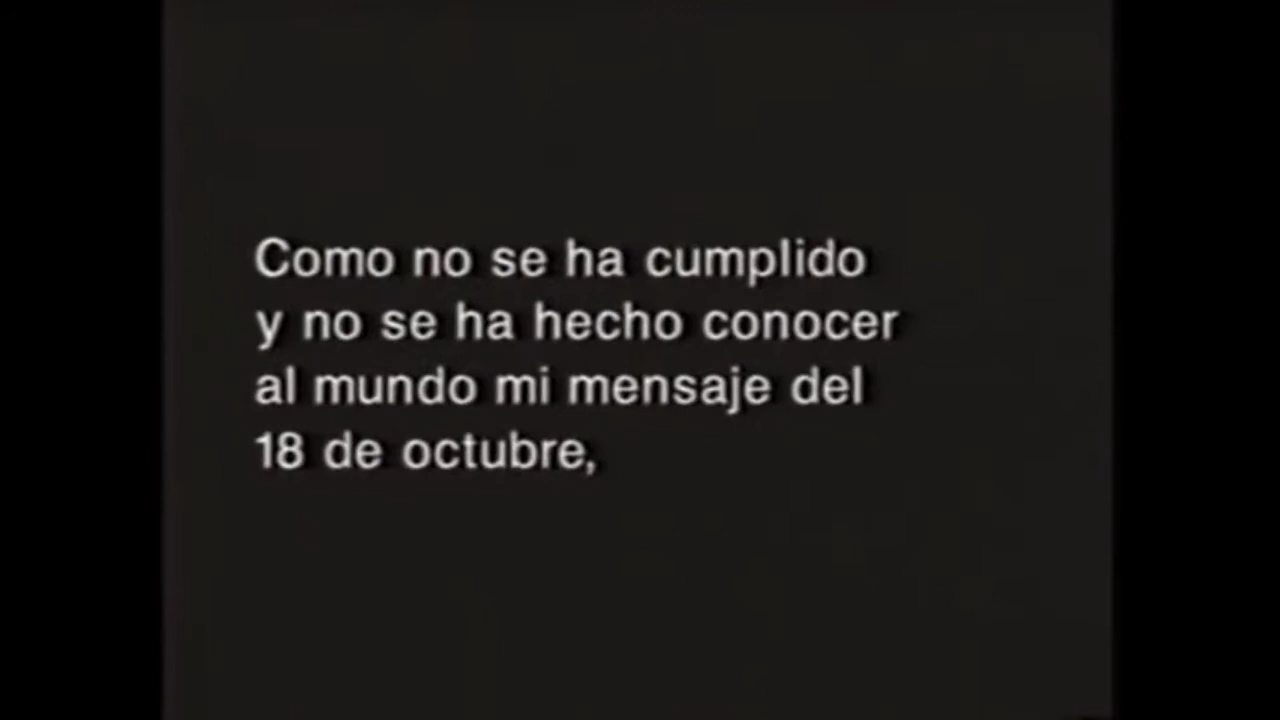 Como no se ha cumplido
y no se ha hecho conocer
al mundo mi mensaje del
18 de octubre,